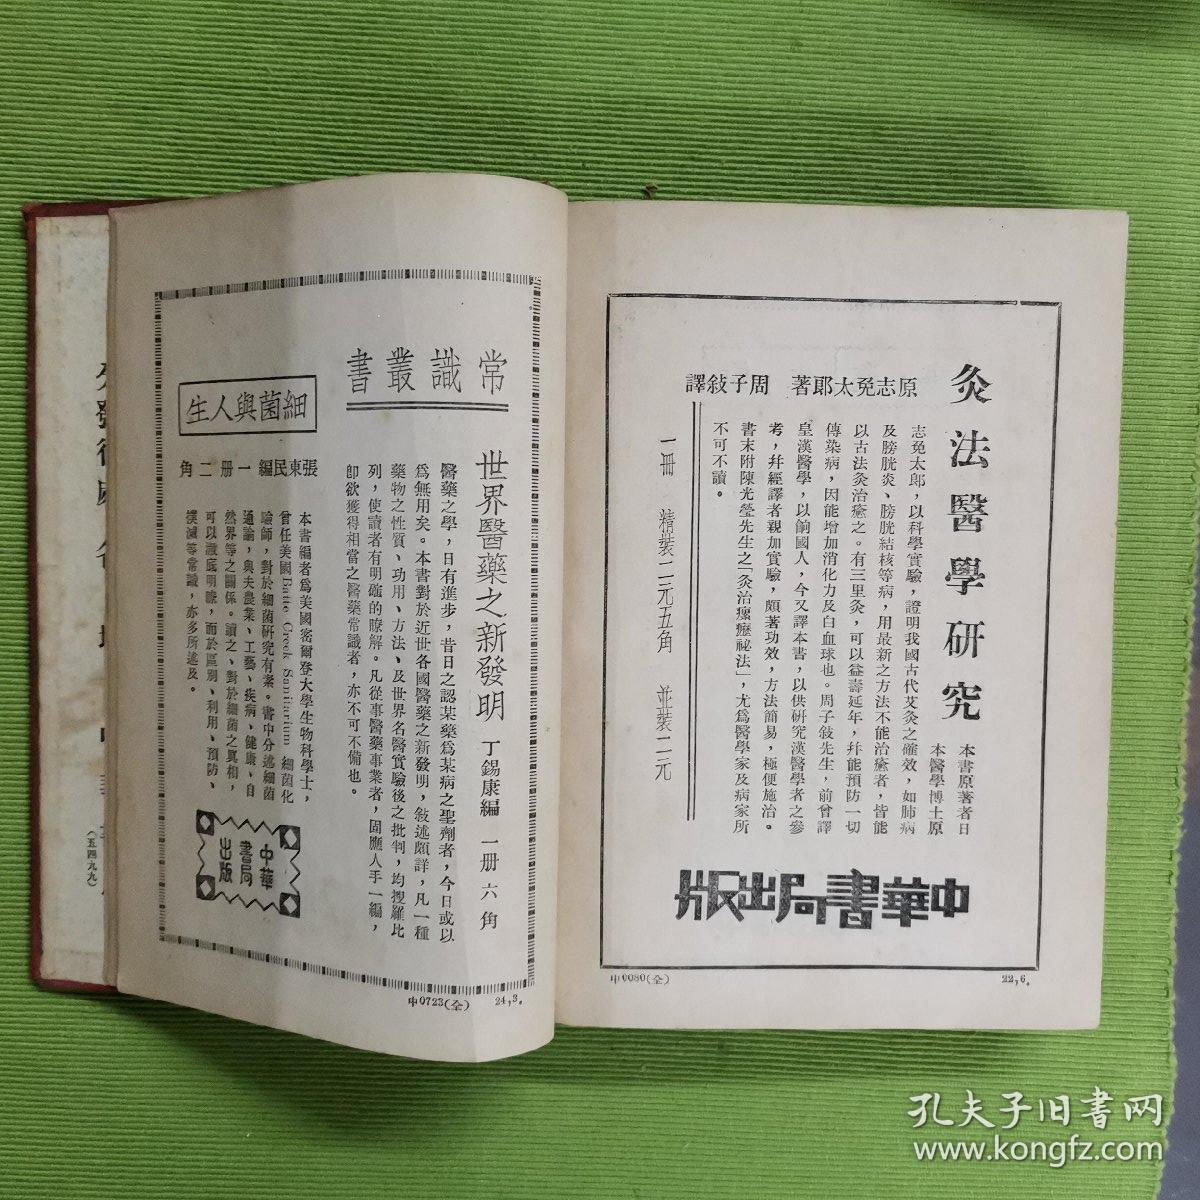 灸法醫學研究
原志免太郎著　周子敍譯
本書原著者日
本醫學博士原
志免太郎，以科學實驗，證明我國古代艾灸之確效，如肺病
及膀胱炎、膀胱結核等病，用最新之方法不能治癒者，皆能
以古法灸治癒之。有三里灸，可以益壽延年，幷能預防一切
傳染病，因能增加消化力及白血球也。周子敍先生，前曾譯
皇漢醫學，以餉國人，今又譯本書，以供研究漢醫學者之參
考，幷經譯者親加實驗，頗著功效，方法簡易，極便施治。
書末附陳光瑩先生之「灸治瘰癧祕法」，尤爲醫學家及病家所
不可不讀。
一冊　精裝二元五角　並裝二元
中華書局出版
中0080(全)
22,6.
常識叢書
世界醫藥之新發明　丁錫康編　一册六角
醫藥之學，日有進步，昔日之認某藥爲某病之聖劑者，今日或以
爲無用矣。本書對於近世各國醫藥之新發明，敍述頗詳，凡一種
藥物之性質、功用、方法、及世界名醫實驗後之批判，均搜羅比
列，使讀者有明確的瞭解。凡從事醫藥事業者，固應人手一編，
卽欲獲得相當之醫藥常識者，亦不可不備也。
細菌與人生
張東民編　一册二角
本書編者爲美國密爾登大學生物科學士，
曾任美國Battle Creek Sanitarium 細菌化
驗師，對於細菌研究有素。書中分述細菌
通論，與夫農業、工藝、疾病、健康、自
然界等之關係。讀之、對於細菌之眞相，
可以澈底明瞭，而於區別、利用、預防、
撲滅等常識，亦多所述及。
中華
書局
出版
中0723(全)
24,3.
(五四九九)
孔夫子旧书网
www.kongfz.com